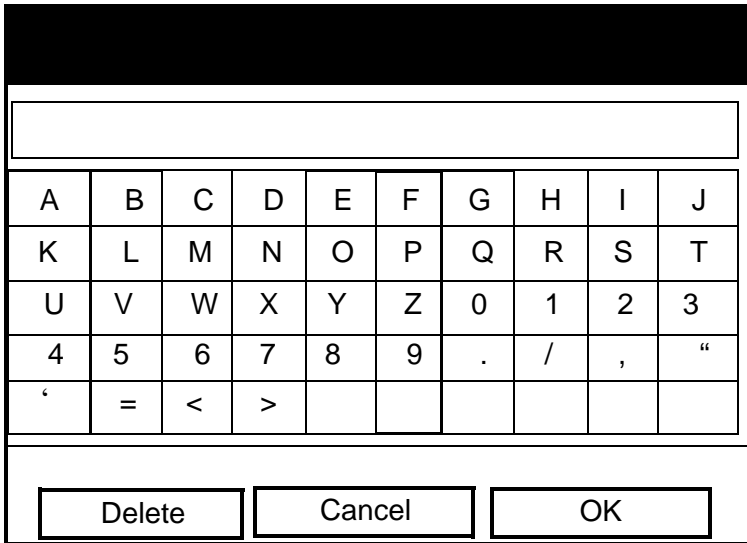 A B C D E F G H I J
K L M N O P Q R S T
U V W X Y Z 0 1 2 3
4 5 6 7 8 9 . / , “
‘ = < >
Delete Cancel OK